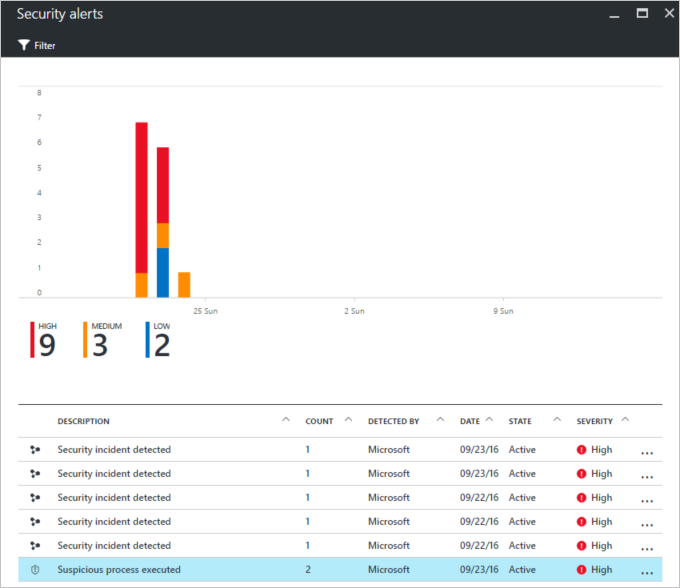 Security alerts
Filter
8
7
6
5
4
3
2
1
0
25 Sun 2 Sun 9 Sun
HIGH MEDIUM LOW
9 3 2
DESCRIPTION COUNT DETECTED BY DATE STATE SEVERITY
Security incident detected 1 Microsoft 09/23/16 Active High ...
Security incident detected 1 Microsoft 09/23/16 Active High ...
Security incident detected 1 Microsoft 09/22/16 Active High ...
Security incident detected 1 Microsoft 09/22/16 Active High ...
Security incident detected 1 Microsoft 09/22/16 Active High ...
Suspicious process executed 2 Microsoft 09/23/16 Active High ...